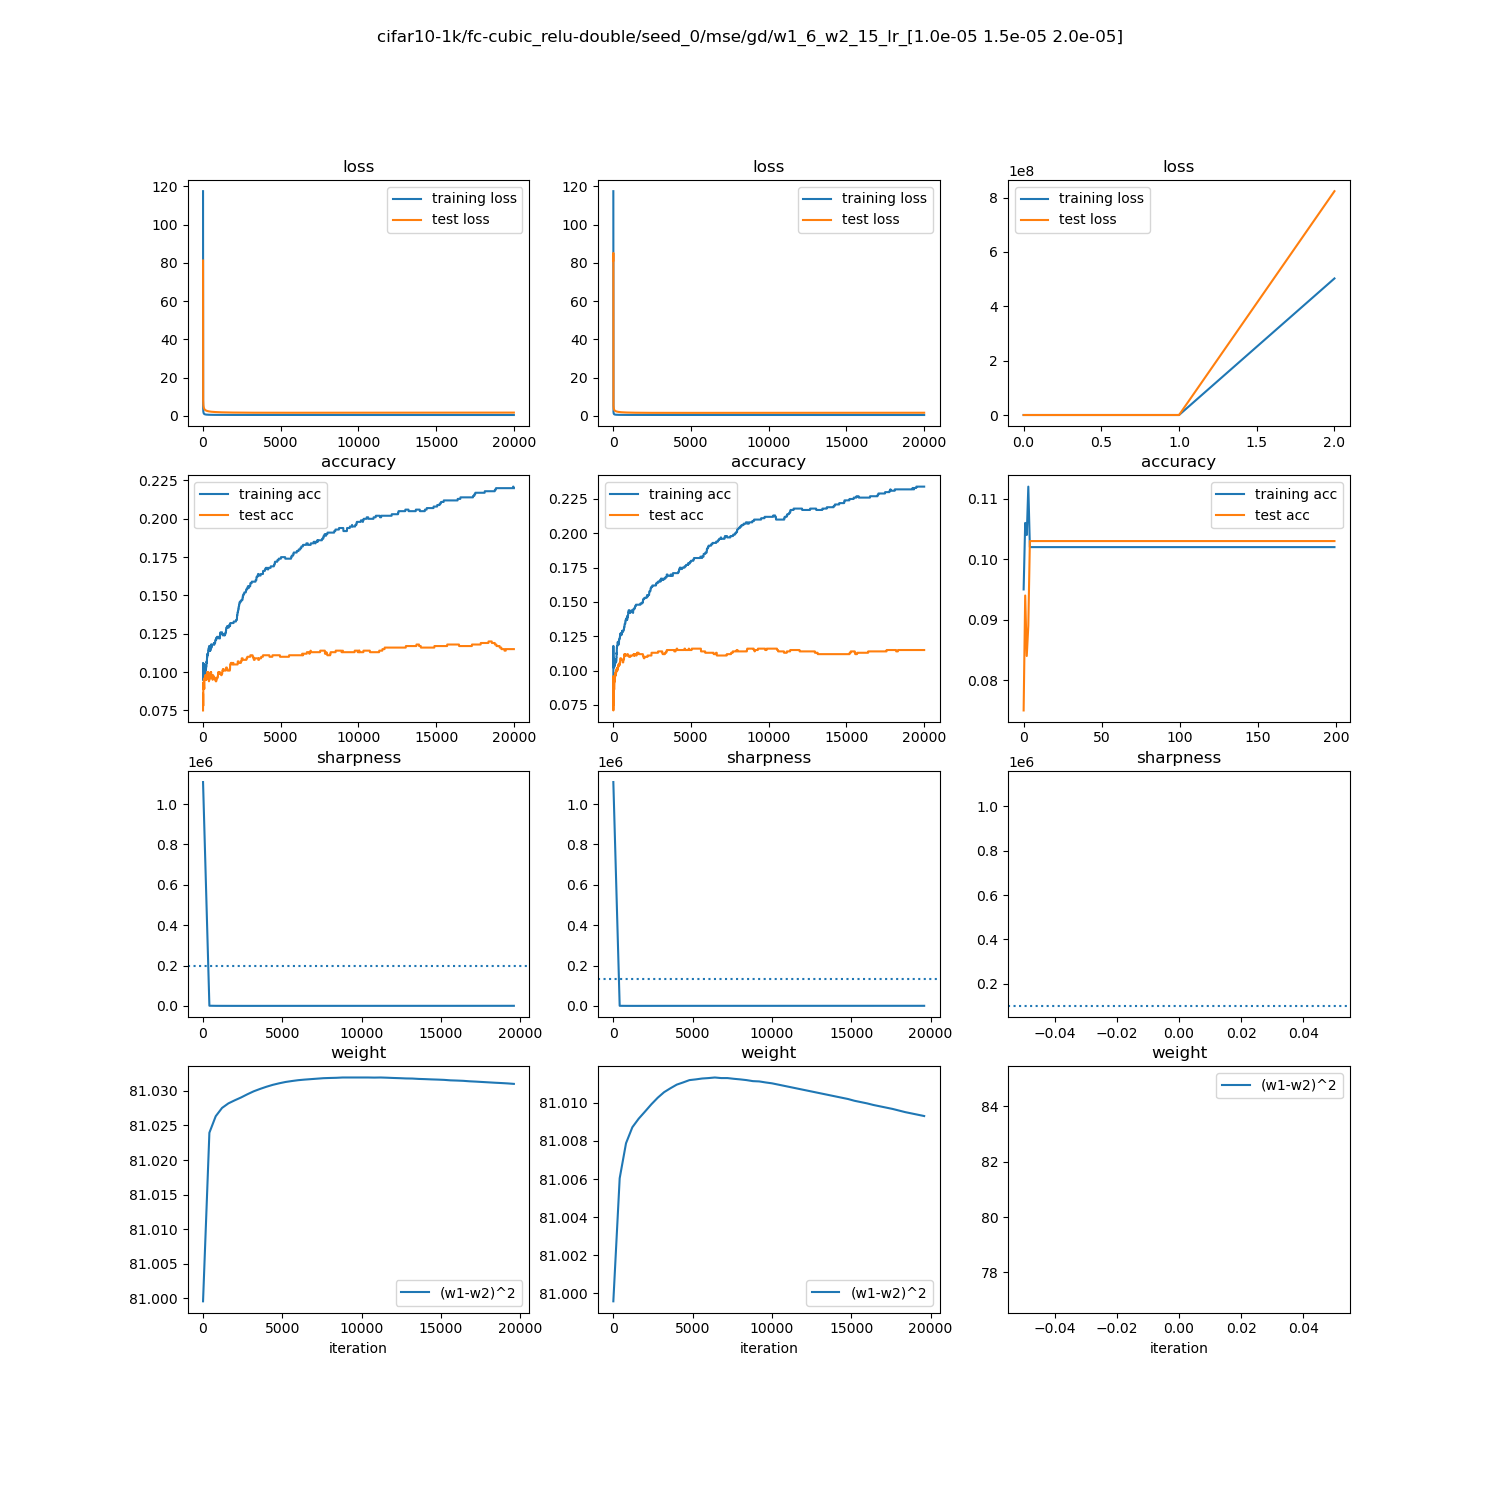 cifar10-1k/fc-cubic_relu-double/seed_0/mse/gd/w1_6_w2_15_lr_[1.0e-05 1.5e-05 2.0e-05]
loss loss loss
1e8
120 100 80 60 40 20 0
training loss
test loss
0 5000 10000 15000 20000
120 100 80 60 40 20 0
training loss
test loss
0 5000 10000 15000 20000
8 6 4 2 0
training loss
test loss
0.0 0.5 1.0 1.5 2.0
accuracy accuracy accuracy
0.225 0.200 0.175 0.150 0.125 0.100 0.075
training acc
test acc
0 5000 10000 15000 20000
0.225 0.200 0.175 0.150 0.125 0.100 0.075
training acc
test acc
0 5000 10000 15000 20000
0.11 0.10 0.09 0.08
training acc
test acc
0 50 100 150 200
sharpness sharpness sharpness
1e6 1e6 1e6
1.0 0.8 0.6 0.4 0.2 0.0
0 5000 10000 15000 20000
1.0 0.8 0.6 0.4 0.2 0.0
0 5000 10000 15000 20000
1.0 0.8 0.6 0.4 0.2
−0.04 −0.02 0.00 0.02 0.04
weight weight weight
81.030 81.025 81.020 81.015 81.010 81.005 81.000
(w1-w2)^2
0 5000 10000 15000 20000
iteration
81.010 81.008 81.006 81.004 81.002 81.000
(w1-w2)^2
0 5000 10000 15000 20000
iteration
84 82 80 78
(w1-w2)^2
−0.04 −0.02 0.00 0.02 0.04
iteration